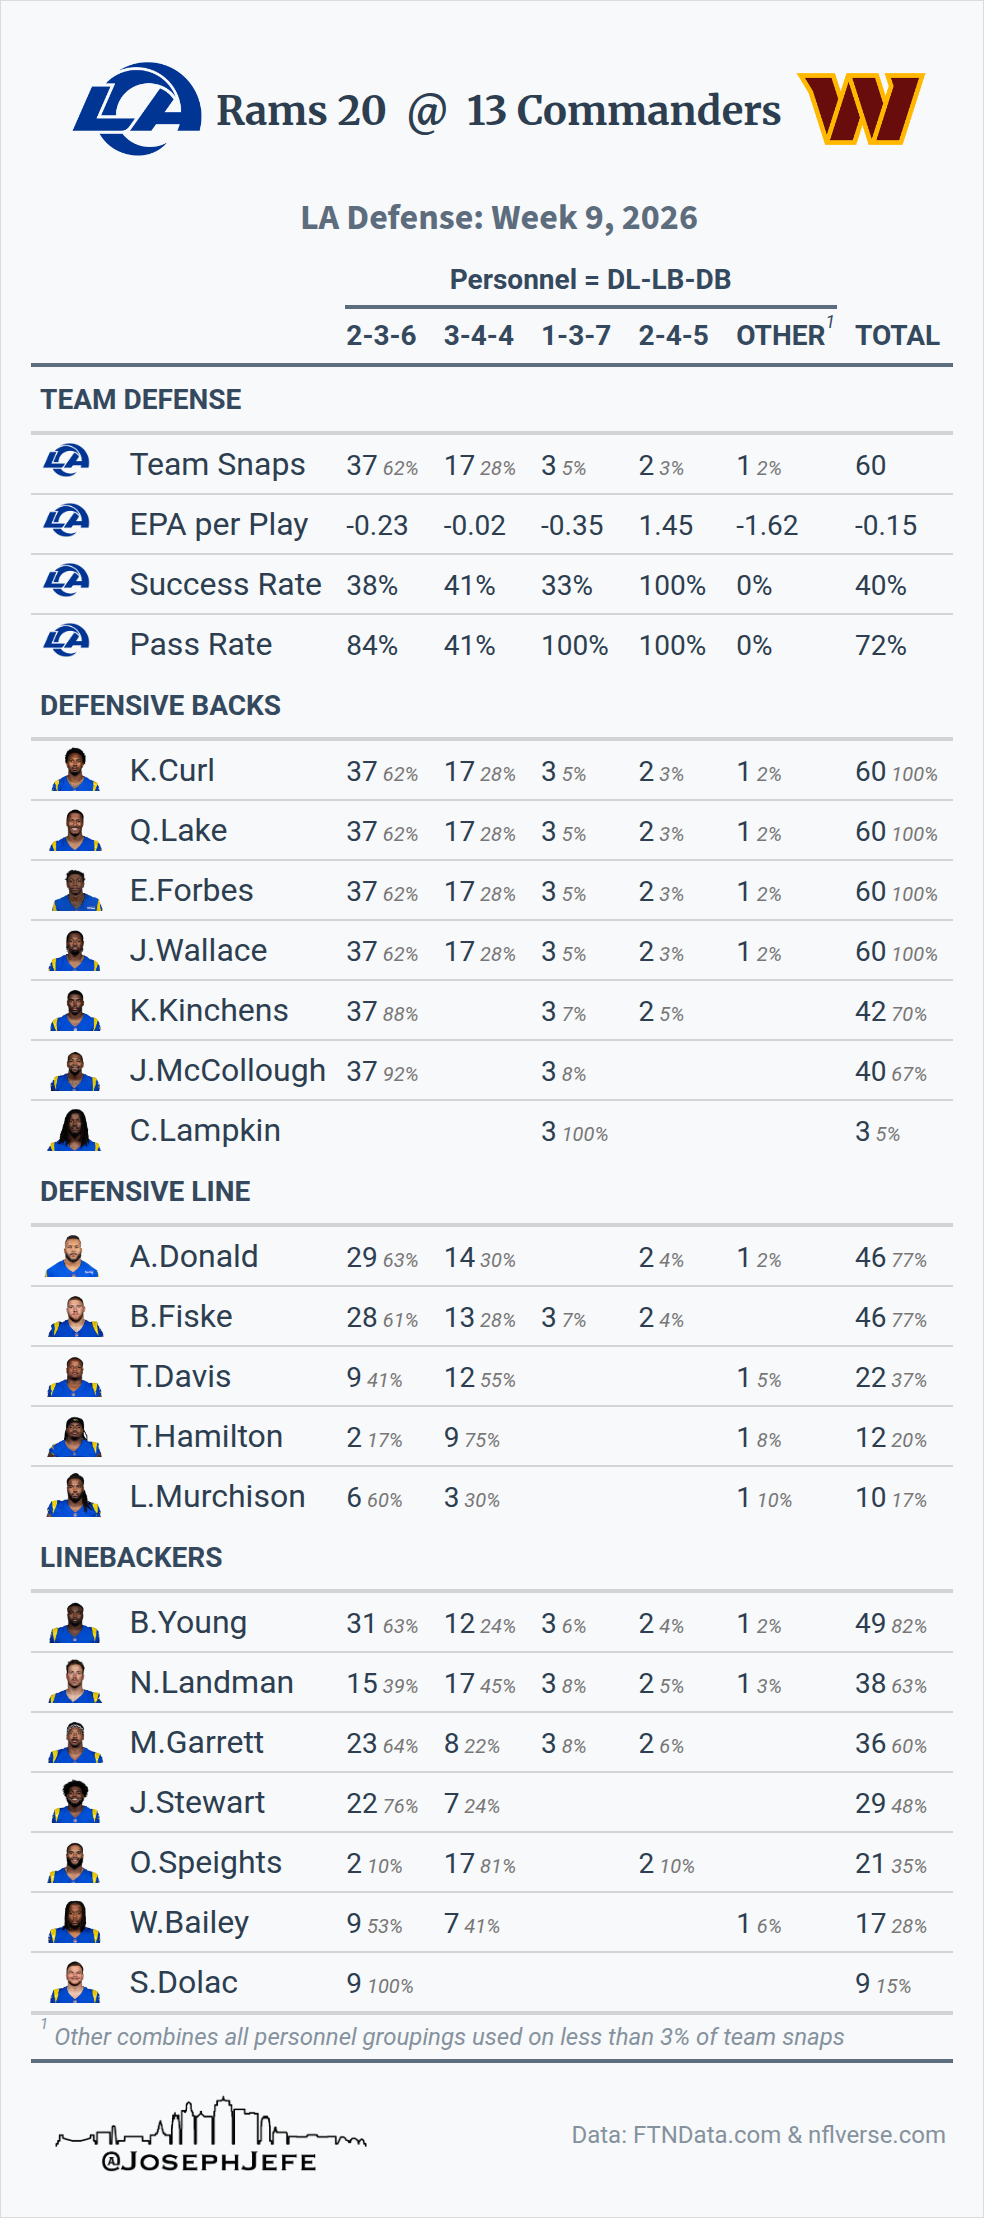 Rams 20 @ 13 Commanders
LA Defense: Week 9, 2026
Personnel = DL-LB-DB
2-3-6 3-4-4 1-3-7 2-4-5 OTHER1 TOTAL
TEAM DEFENSE
Team Snaps 37 62% 17 28% 3 5% 2 3% 1 2% 60
EPA per Play -0.23 -0.02 -0.35 1.45 -1.62 -0.15
Success Rate 38% 41% 33% 100% 0% 40%
Pass Rate 84% 41% 100% 100% 0% 72%
DEFENSIVE BACKS
K.Curl 37 62% 17 28% 3 5% 2 3% 1 2% 60 100%
Q.Lake 37 62% 17 28% 3 5% 2 3% 1 2% 60 100%
E.Forbes 37 62% 17 28% 3 5% 2 3% 1 2% 60 100%
J.Wallace 37 62% 17 28% 3 5% 2 3% 1 2% 60 100%
K.Kinchens 37 88% 3 7% 2 5% 42 70%
J.McCollough 37 92% 3 8% 40 67%
C.Lampkin 3 100% 3 5%
DEFENSIVE LINE
A.Donald 29 63% 14 30% 2 4% 1 2% 46 77%
B.Fiske 28 61% 13 28% 3 7% 2 4% 46 77%
T.Davis 9 41% 12 55% 1 5% 22 37%
T.Hamilton 2 17% 9 75% 1 8% 12 20%
L.Murchison 6 60% 3 30% 1 10% 10 17%
LINEBACKERS
B.Young 31 63% 12 24% 3 6% 2 4% 1 2% 49 82%
N.Landman 15 39% 17 45% 3 8% 2 5% 1 3% 38 63%
M.Garrett 23 64% 8 22% 3 8% 2 6% 36 60%
J.Stewart 22 76% 7 24% 29 48%
O.Speights 2 10% 17 81% 2 10% 21 35%
W.Bailey 9 53% 7 41% 1 6% 17 28%
S.Dolac 9 100% 9 15%
1 Other combines all personnel groupings used on less than 3% of team snaps
@JOSEPHJEFE
Data: FTNData.com & nflverse.com